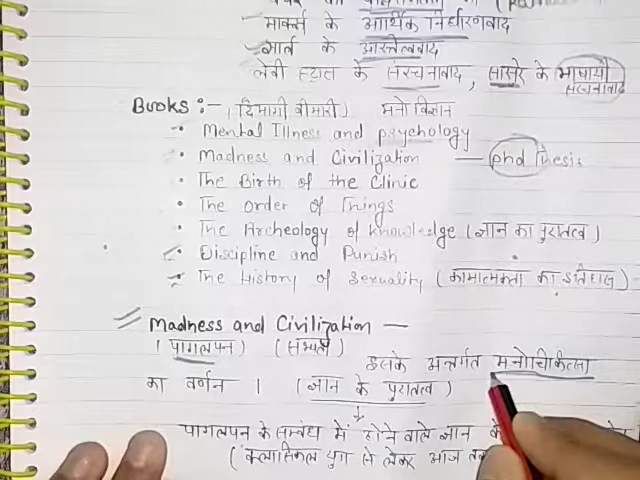 मार्क्स के आर्थिक निर्धारणवाद
सार्त्र के अस्तित्ववाद
लेवी स्ट्रास के संरचनावाद, सासरे के भाषायी संरचनावाद
Books :- (दिमागी बीमारी) मनोविज्ञान
• Mental Illness and psychology
• Madness and Civilization — phd thesis
• The Birth of the Clinic
• The Order of Things
• The Archeology of knowledge (ज्ञान का पुरातत्व)
• Discipline and Punish
• The History of Sexuality (कामात्मकता का इतिहास)
Madness and Civilization —
(पागलपन) (सभ्यता)
इसके अन्तर्गत मनोचिकित्सा
का वर्णन । (ज्ञान के पुरातत्व)
पागलपन के सम्बंध में होने वाले ज्ञान के
(क्लासिकल युग से लेकर आज तक